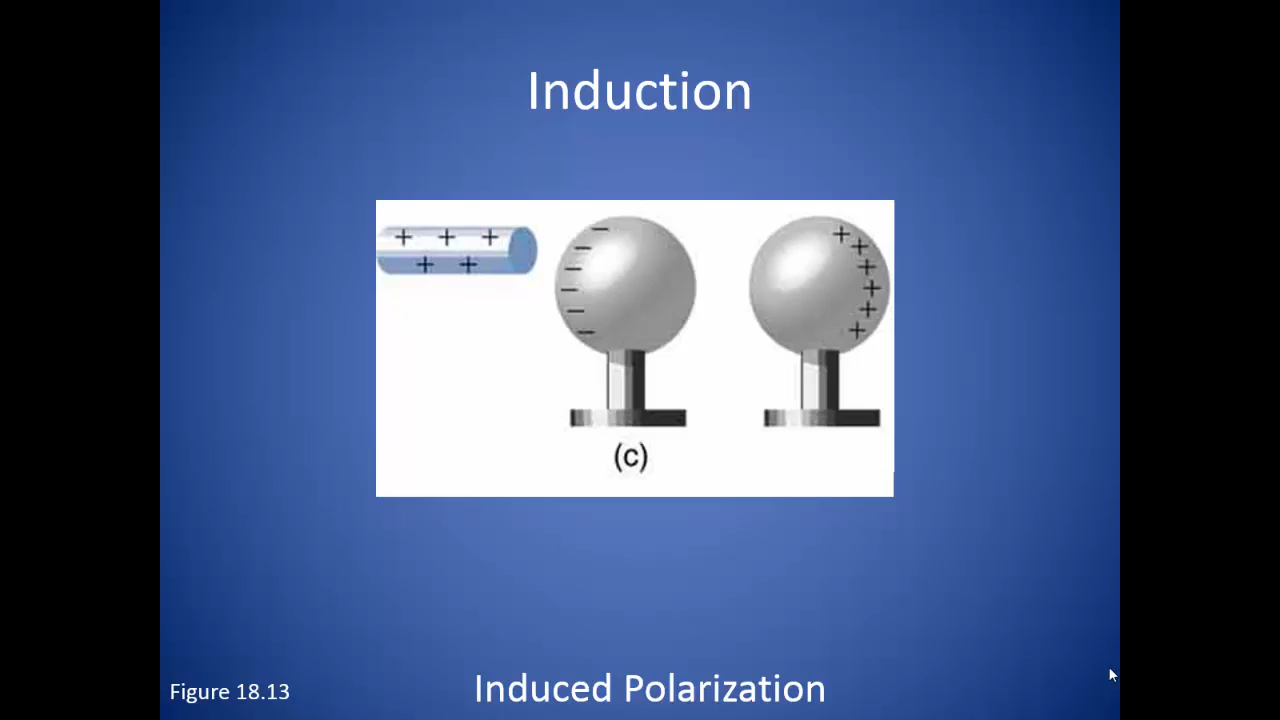 Induction
+ + +
+ +
−
−
−
−
−
−
+
+
+
+
+
+
(c)
Figure 18.13
Induced Polarization